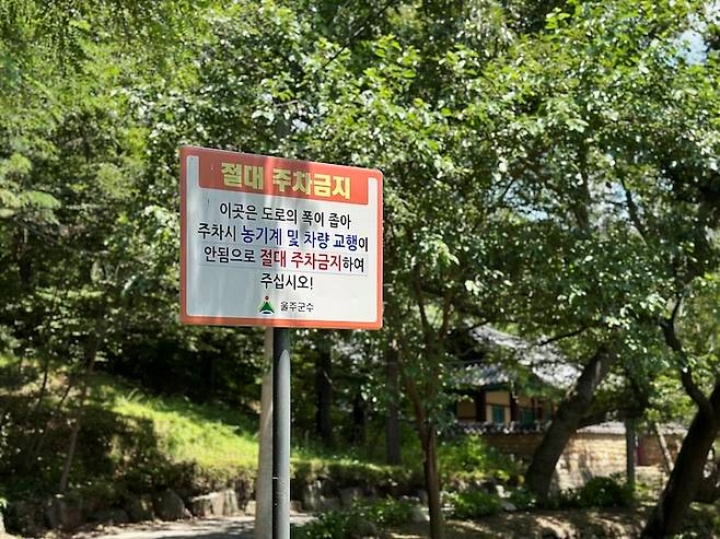 절대 주차금지
이곳은 도로의 폭이 좁아
주차시 농기계 및 차량 교행이
안됨으로 절대 주차금지하여
주십시오!
울주군수